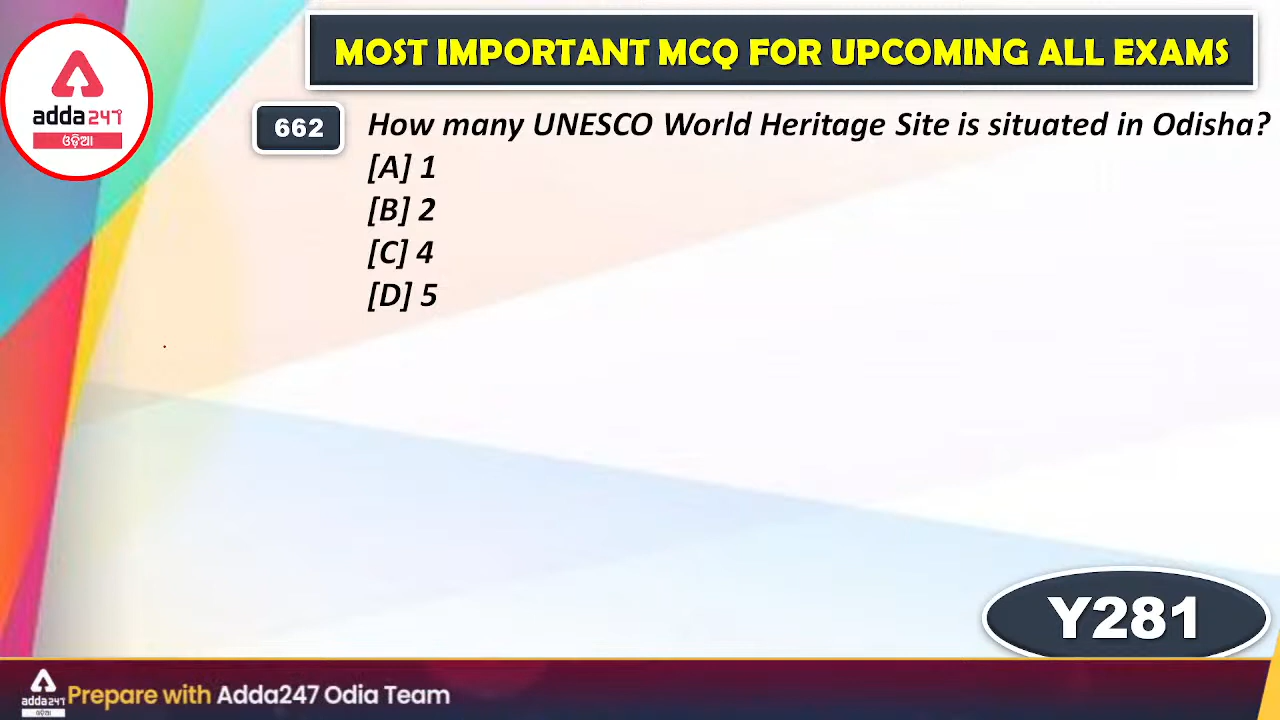 MOST IMPORTANT MCQ FOR UPCOMING ALL EXAMS
adda247
ଓଡ଼ିଆ
662
How many UNESCO World Heritage Site is situated in Odisha?
[A] 1
[B] 2
[C] 4
[D] 5
Y281
adda247
ଓଡ଼ିଆ
Prepare with Adda247 Odia Team